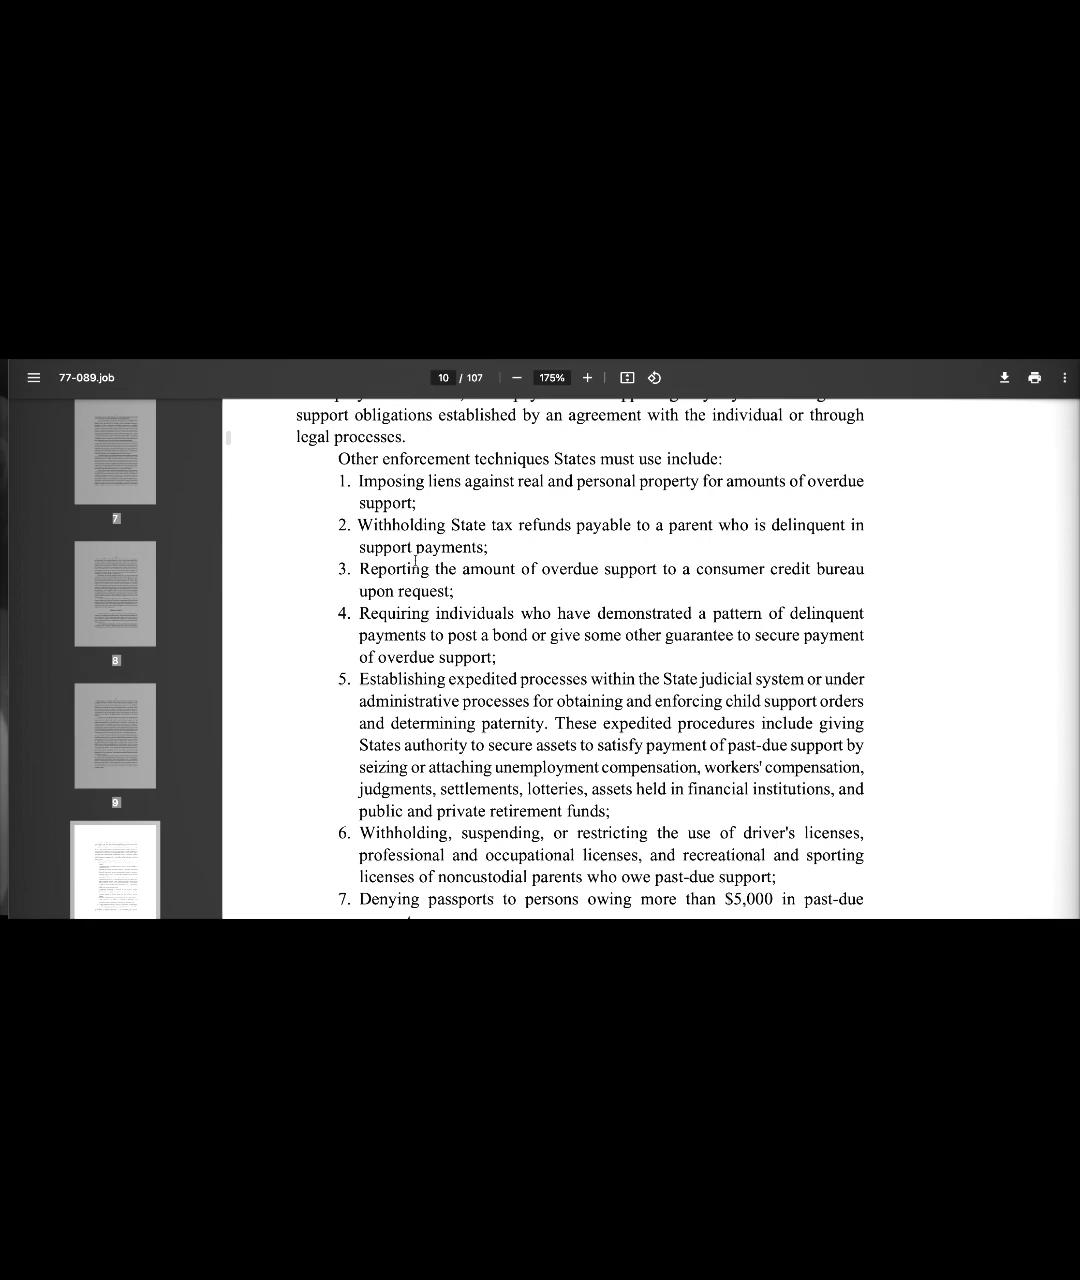 77-089.job
10 / 107
175%
support obligations established by an agreement with the individual or through
legal processes.
Other enforcement techniques States must use include:
1. Imposing liens against real and personal property for amounts of overdue
support;
2. Withholding State tax refunds payable to a parent who is delinquent in
support payments;
3. Reporting the amount of overdue support to a consumer credit bureau
upon request;
4. Requiring individuals who have demonstrated a pattern of delinquent
payments to post a bond or give some other guarantee to secure payment
of overdue support;
5. Establishing expedited processes within the State judicial system or under
administrative processes for obtaining and enforcing child support orders
and determining paternity. These expedited procedures include giving
States authority to secure assets to satisfy payment of past-due support by
seizing or attaching unemployment compensation, workers' compensation,
judgments, settlements, lotteries, assets held in financial institutions, and
public and private retirement funds;
6. Withholding, suspending, or restricting the use of driver's licenses,
professional and occupational licenses, and recreational and sporting
licenses of noncustodial parents who owe past-due support;
7. Denying passports to persons owing more than $5,000 in past-due
7
8
9